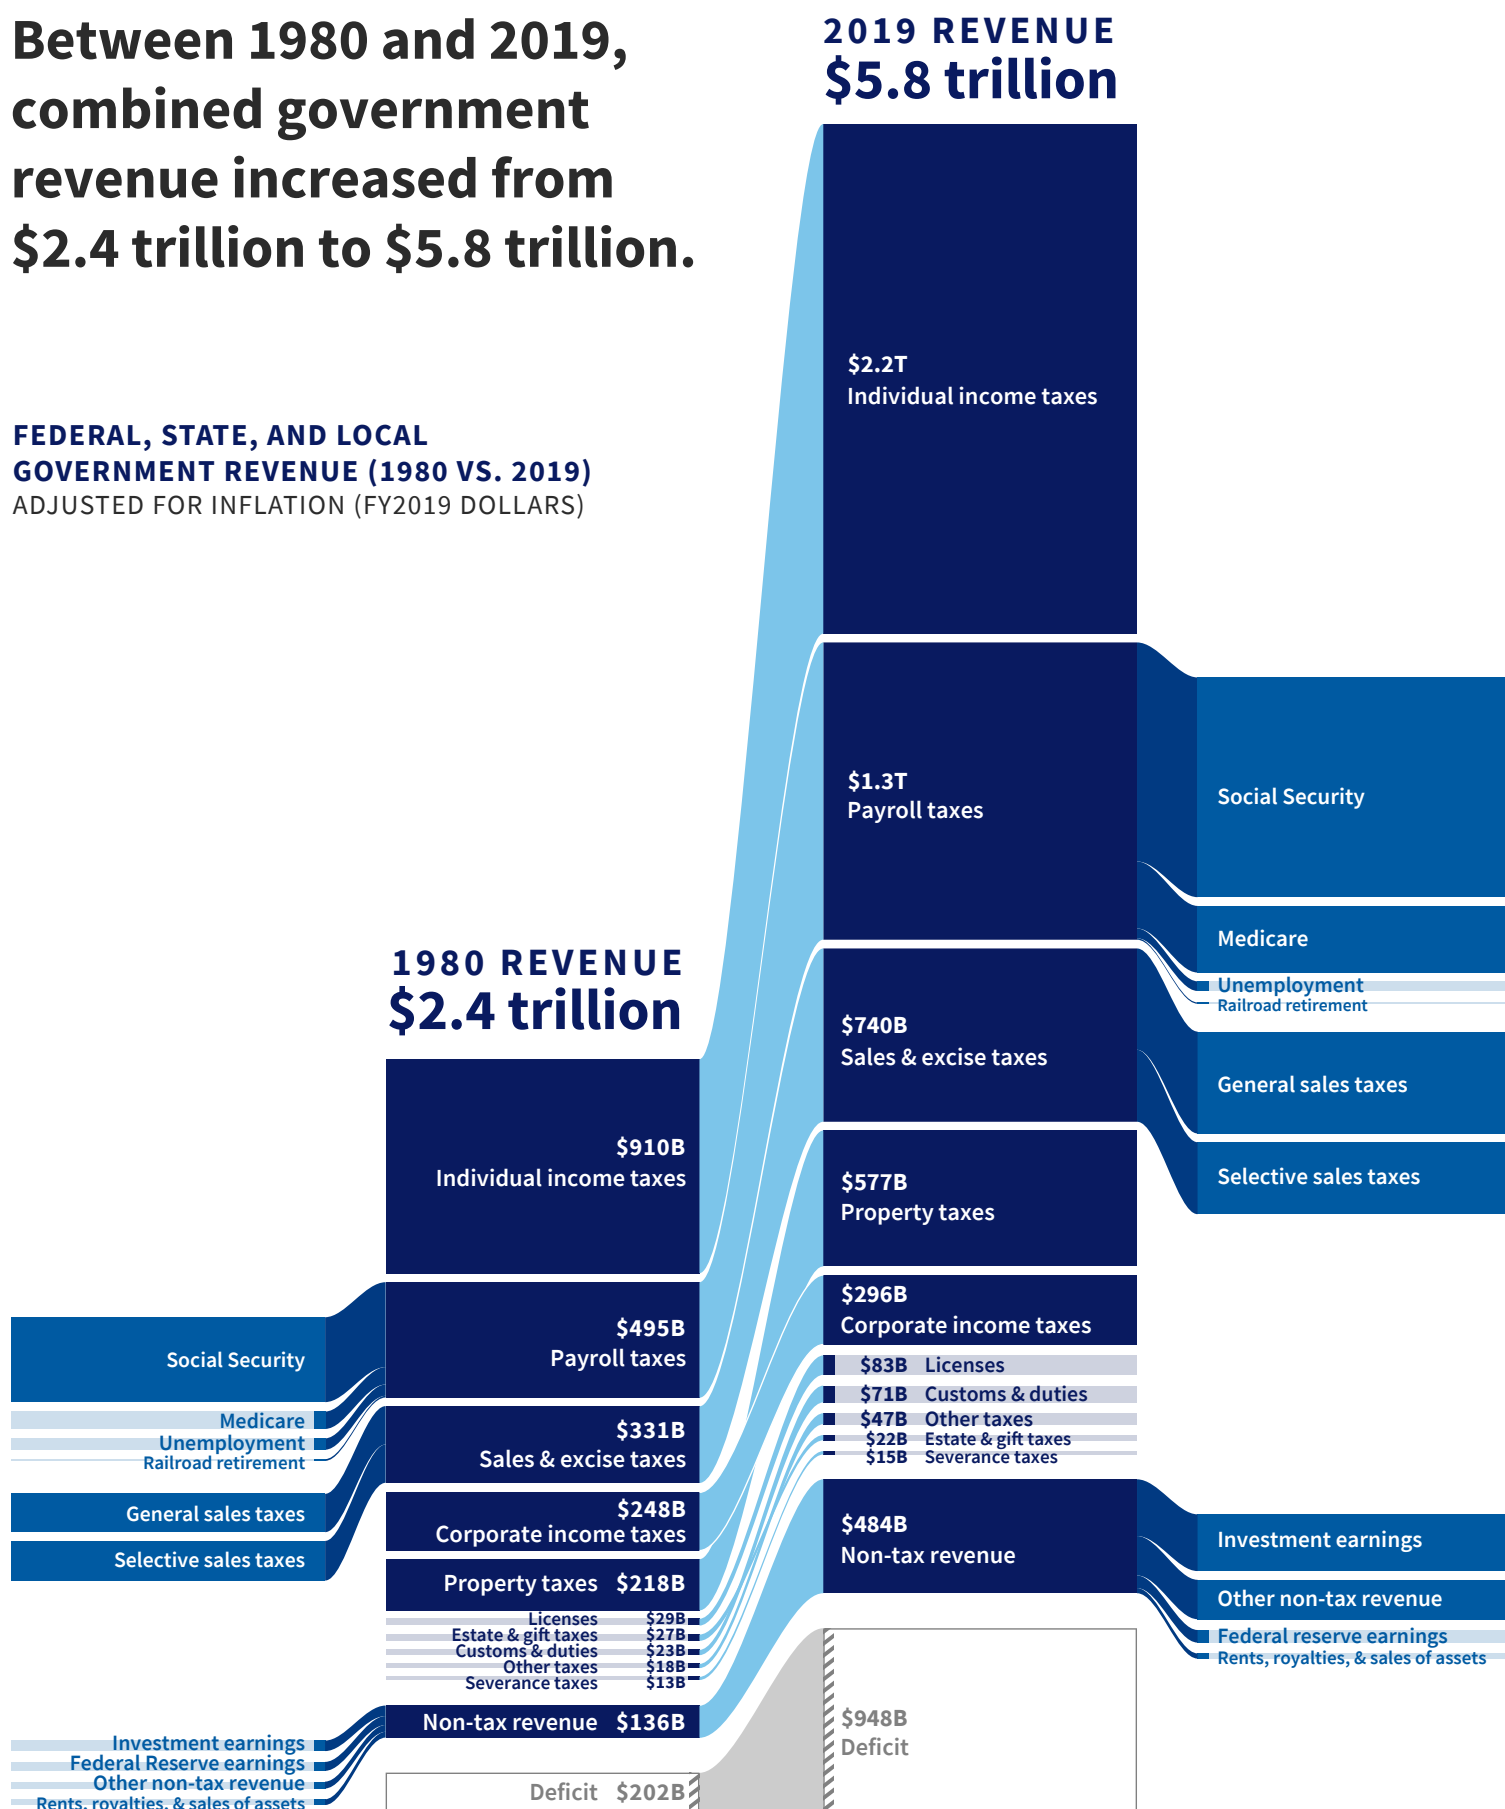 Between 1980 and 2019,
combined government
revenue increased from
$2.4 trillion to $5.8 trillion.
FEDERAL, STATE, AND LOCAL
GOVERNMENT REVENUE (1980 VS. 2019)
ADJUSTED FOR INFLATION (FY2019 DOLLARS)
1980 REVENUE
$2.4 trillion
$910B
Individual income taxes
$495B
Payroll taxes
$331B
Sales & excise taxes
$248B
Corporate income taxes
Property taxes $218B
Licenses $29B
Estate & gift taxes $27B
Customs & duties $23B
Other taxes $18B
Severance taxes $13B
Non-tax revenue $136B
Deficit $202B
Social Security
Medicare
Unemployment
Railroad retirement
General sales taxes
Selective sales taxes
Investment earnings
Federal Reserve earnings
Other non-tax revenue
Rents, royalties, & sales of assets
2019 REVENUE
$5.8 trillion
$2.2T
Individual income taxes
$1.3T
Payroll taxes
$740B
Sales & excise taxes
$577B
Property taxes
$296B
Corporate income taxes
$83B Licenses
$71B Customs & duties
$47B Other taxes
$22B Estate & gift taxes
$15B Severance taxes
$484B
Non-tax revenue
$948B
Deficit
Social Security
Medicare
Unemployment
Railroad retirement
General sales taxes
Selective sales taxes
Investment earnings
Other non-tax revenue
Federal reserve earnings
Rents, royalties, & sales of assets